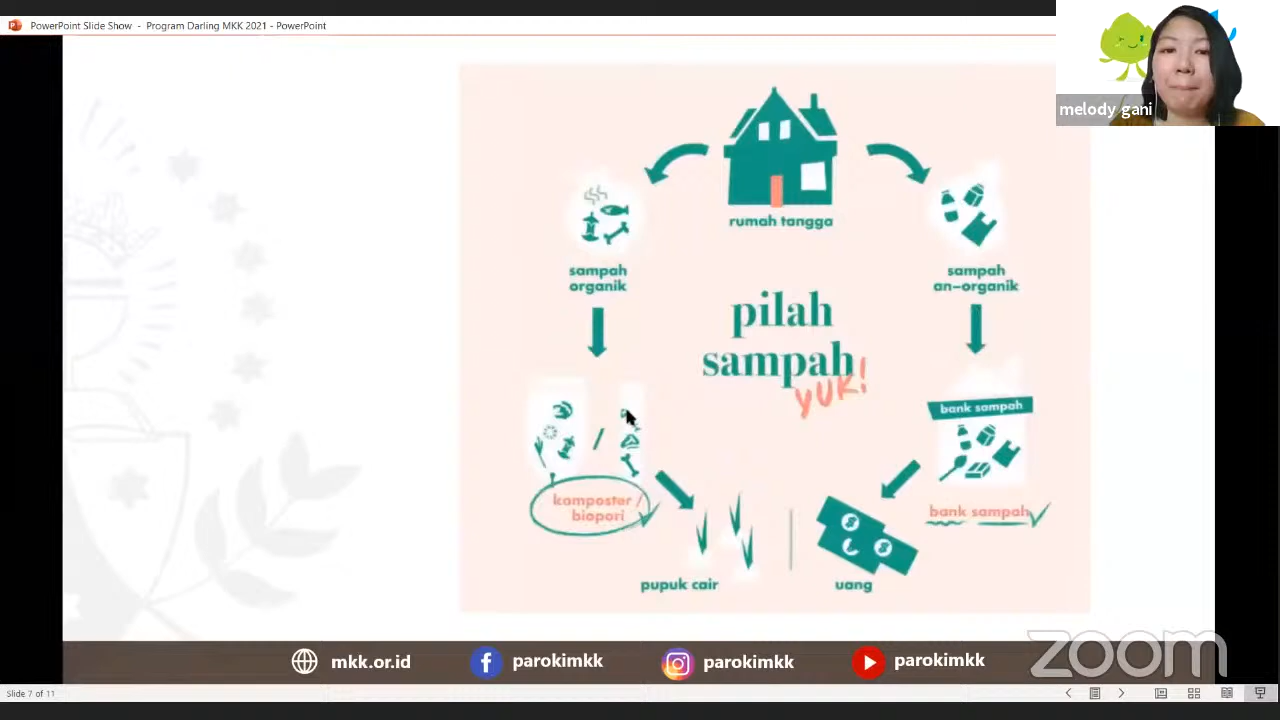 PowerPoint Slide Show - Program Darling MKK 2021 - PowerPoint
melody gani
rumah tangga
sampah
organik
sampah
an-organik
pilah
sampah
YUK!
bank sampah
komposter /
biopori
bank sampah
pupuk cair
uang
mkk.or.id
parokimkk
parokimkk
parokimkk
zoom
Slide 7 of 11